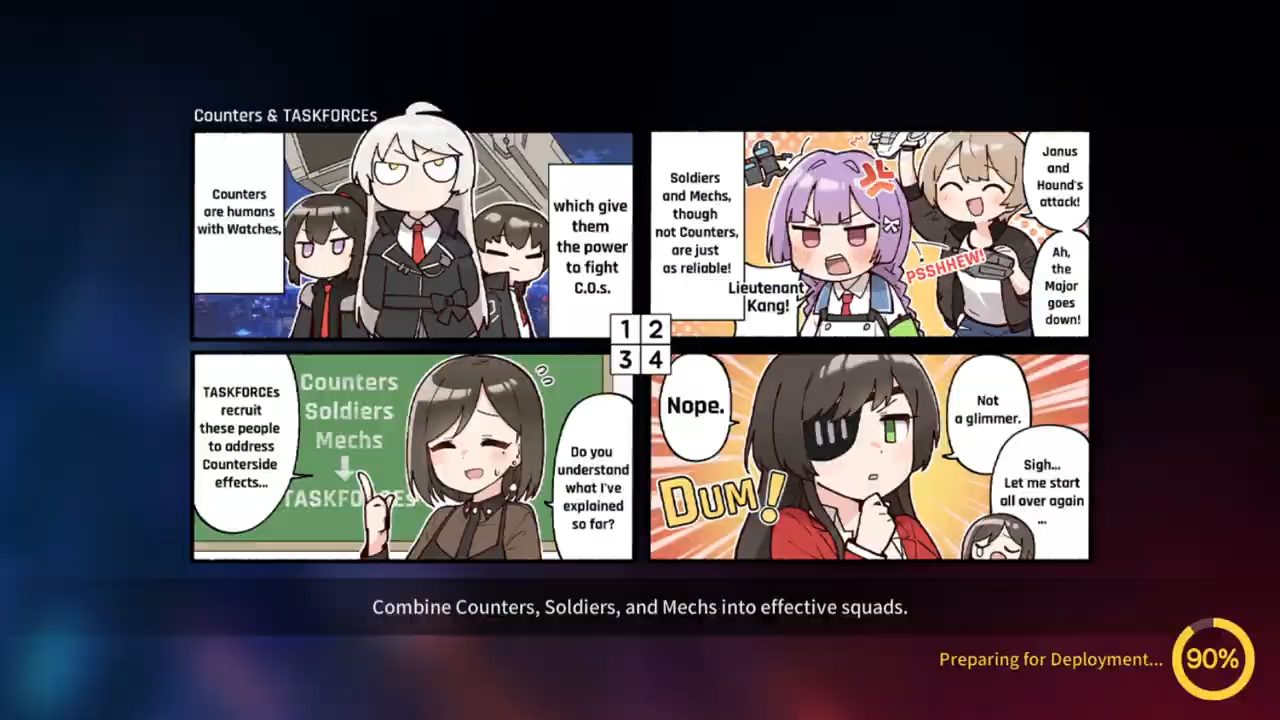 Counters & TASKFORCEs
Counters
are humans
with Watches,
which give
them
the power
to fight
C.O.s.
1 2
3 4
Soldiers
and Mechs,
though
not Counters,
are just
as reliable!
Lieutenant
Kang!
PSSHHEW!
Janus
and
Hound's
attack!
Ah,
the
Major
goes
down!
TASKFORCEs
recruit
these people
to address
Counterside
effects...
Counters
Soldiers
Mechs
TASKFORCES
Do you
understand
what I've
explained
so far?
Nope.
DUM!
Not
a glimmer.
Sigh...
Let me start
all over again
...
Combine Counters, Soldiers, and Mechs into effective squads.
Preparing for Deployment...
90%